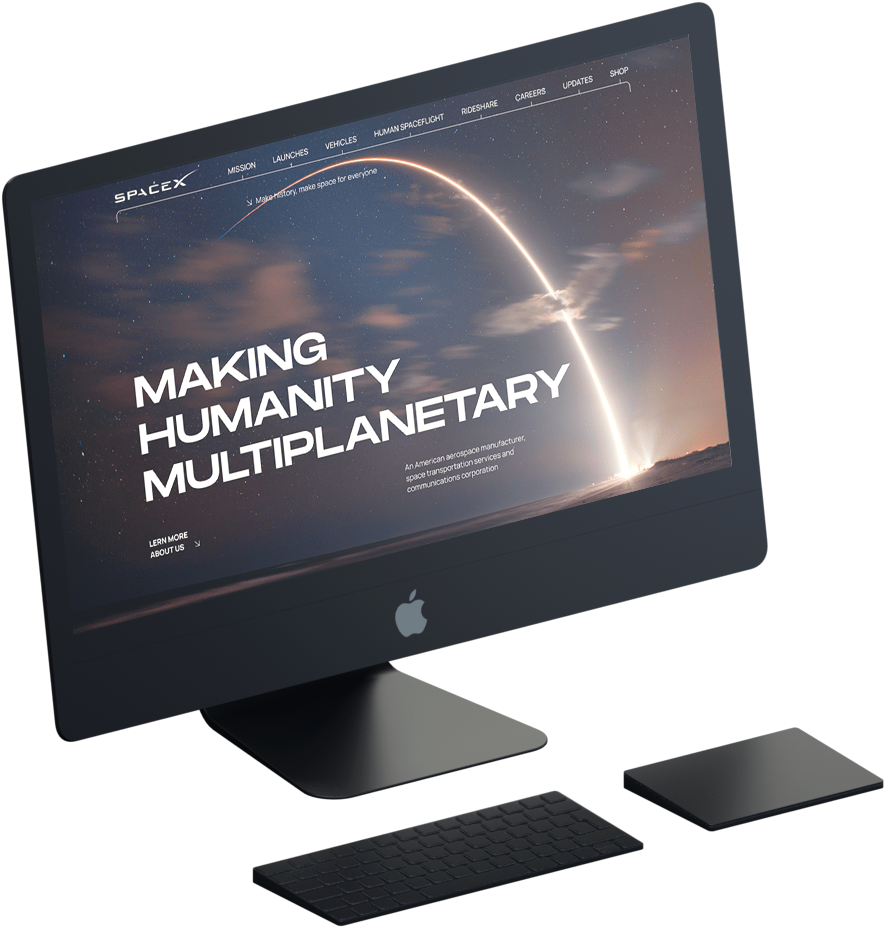 SPACEX
MISSION
LAUNCHES
VEHICLES
HUMAN SPACEFLIGHT
RIDESHARE
CAREERS
UPDATES
SHOP
Make history, make space for everyone
MAKING
HUMANITY
MULTIPLANETARY
An American aerospace manufacturer,
space transportation services and
communications corporation
LERN MORE
ABOUT US